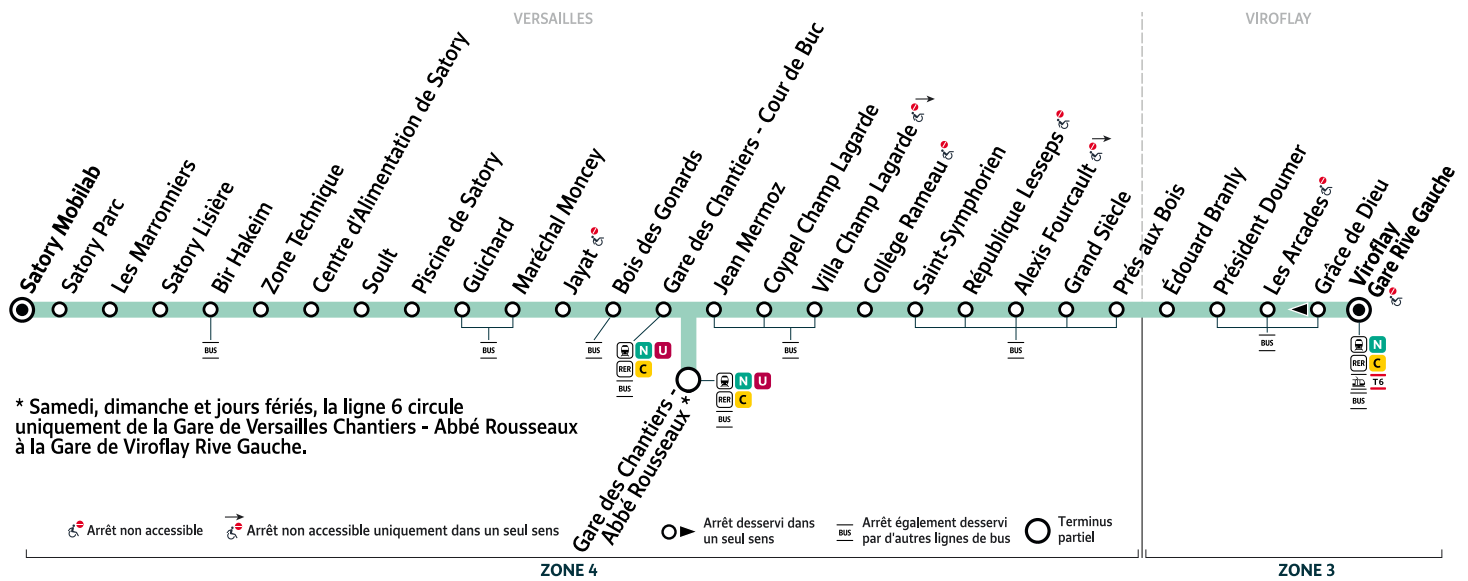 VERSAILLES
VIROFLAY
Satory Mobilab
Satory Parc
Les Marronniers
Satory Lisière
Bir Hakeim
Zone Technique
Centre d'Alimentation de Satory
Soult
Piscine de Satory
Guichard
Maréchal Moncey
Jayat
Bois des Gonards
Gare des Chantiers - Cour de Buc
Jean Mermoz
Coypel Champ Lagarde
Villa Champ Lagarde
Collège Rameau
Saint-Symphorien
République Lesseps
Alexis Fourcault
Grand Siècle
Prés aux Bois
Édouard Branly
Président Doumer
Les Arcades
Grâce de Dieu
Viroflay
Gare Rive Gauche
BUS
BUS
BUS
N U
RER C
BUS
BUS
BUS
BUS
N
RER C
T6
BUS
Gare des Chantiers -
Abbé Rousseaux *
N U
RER C
BUS
* Samedi, dimanche et jours fériés, la ligne 6 circule
uniquement de la Gare de Versailles Chantiers - Abbé Rousseaux
à la Gare de Viroflay Rive Gauche.
Arrêt non accessible
Arrêt non accessible uniquement dans un seul sens
Arrêt desservi dans
un seul sens
BUS
Arrêt également desservi
par d'autres lignes de bus
Terminus
partiel
ZONE 4
ZONE 3